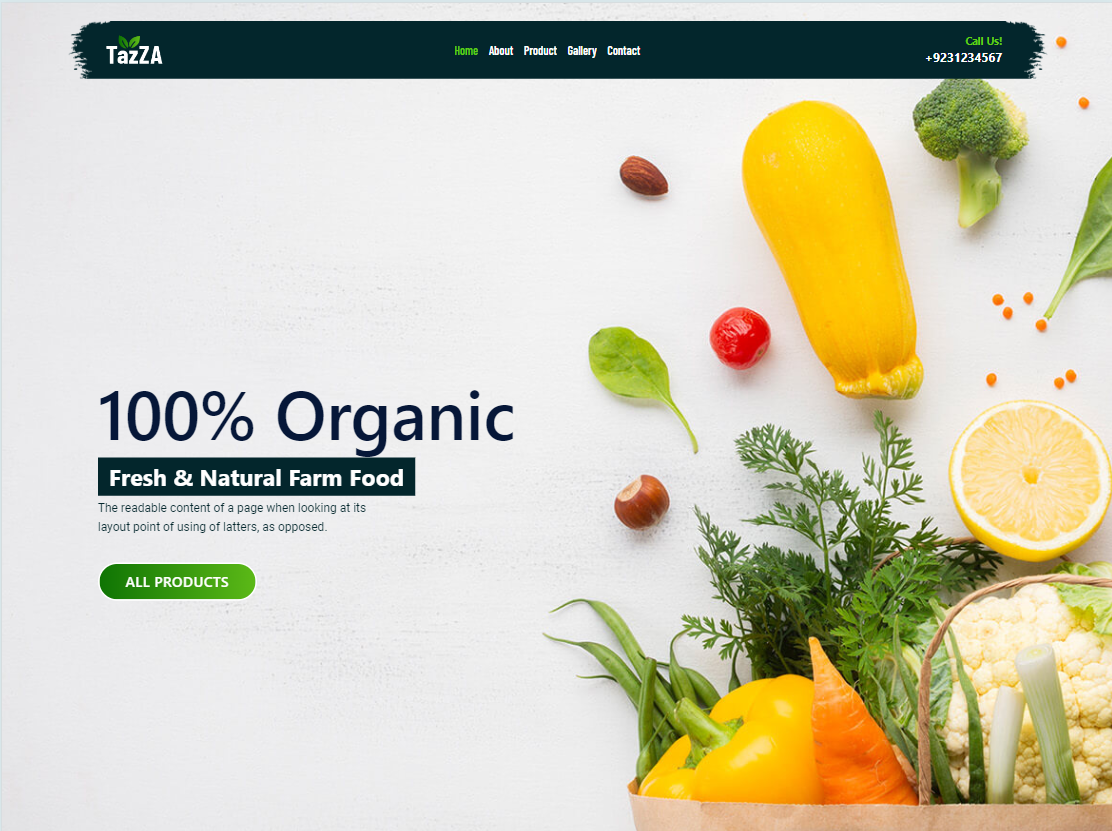 TazZA
Home About Product Gallery Contact
Call Us!
+9231234567
100% Organic
Fresh & Natural Farm Food
The readable content of a page when looking at its
layout point of using of latters, as opposed.
ALL PRODUCTS